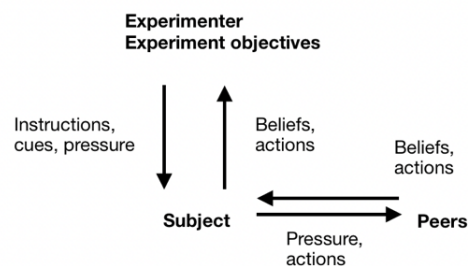 Experimenter
Experiment objectives
Instructions,
cues, pressure
Beliefs,
actions
Beliefs,
actions
Subject
Peers
Pressure,
actions